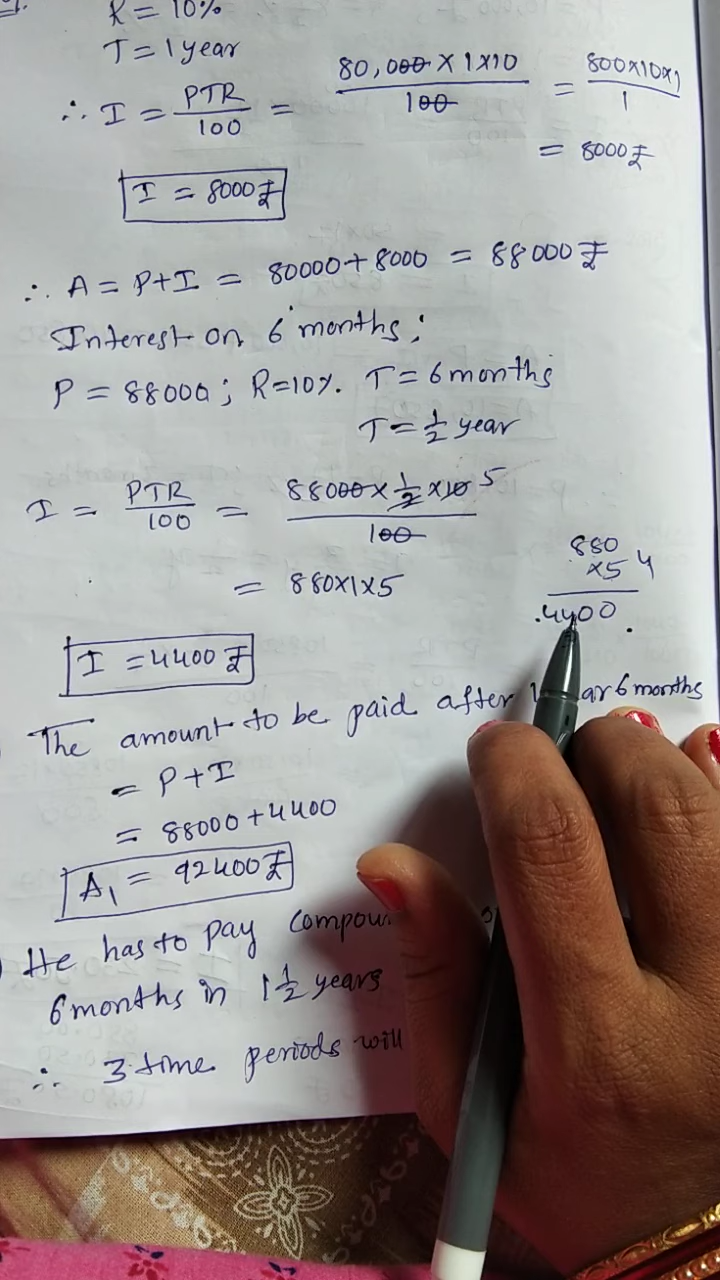 R = 10%
T = 1 year
∴ I = PTR/100 = 80,000 × 1×10/100 = 800×10×1/1
= 8000₹
I = 8000₹
∴ A = P+I = 80000+8000 = 88000₹
Interest on 6 months;
P = 88000; R=10%. T = 6 months
T = 1/2 year
I = PTR/100 = 88000 × 1/2 × 10 5/100
= 880×1×5
880
×5 4
4400
I = 4400₹
The amount to be paid after 6 months
= P+I
= 88000+4400
A₁ = 92400₹
He has to pay
6 months in 1 1/2 years
∴ 3 time periods will